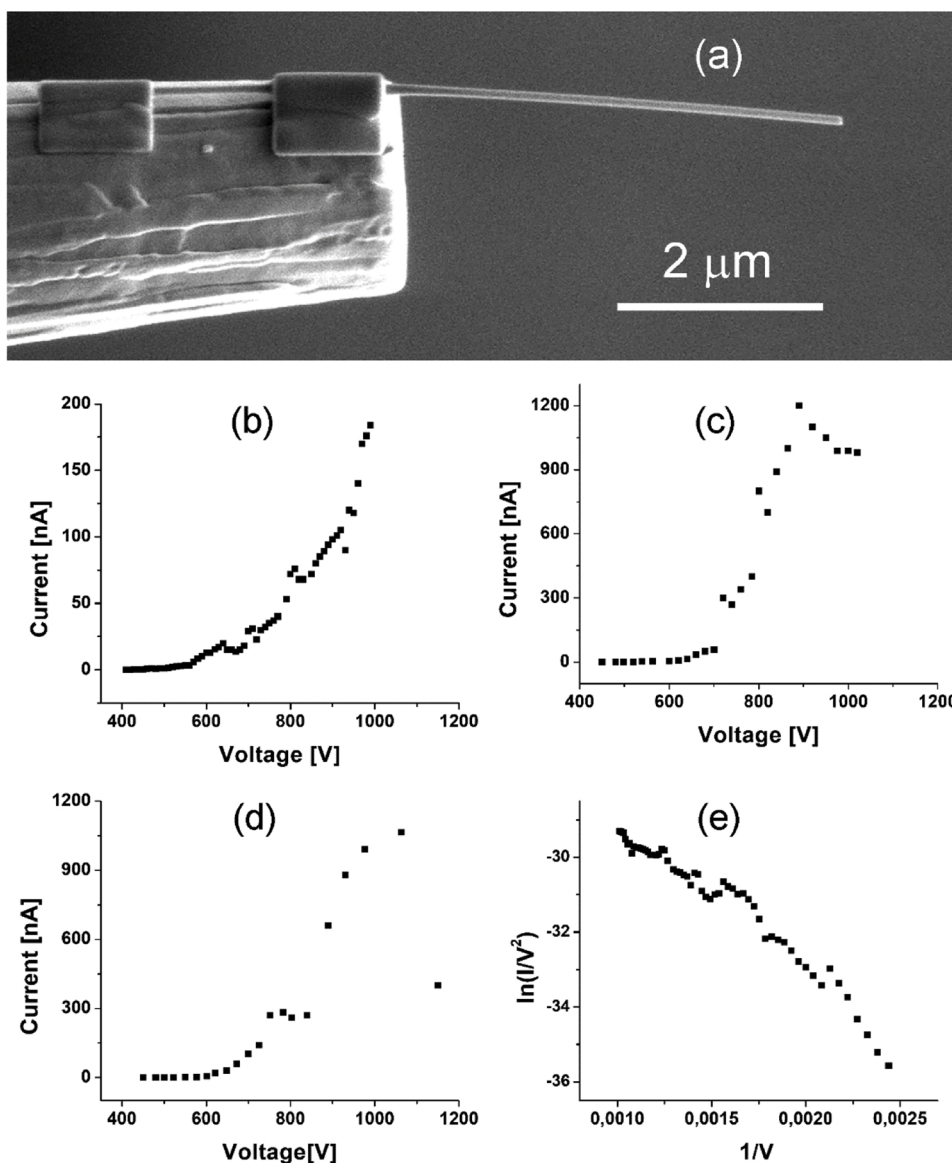 (a)
2 μm
(b)
Current [nA]
200
150
100
50
0
400 600 800 1000 1200
Voltage [V]
(c)
Current [nA]
1200
900
600
300
0
400 600 800 1000 1200
Voltage [V]
(d)
Current [nA]
1200
900
600
300
0
400 600 800 1000 1200
Voltage[V]
(e)
ln(I/V²)
-30
-32
-34
-36
0,0010 0,0015 0,0020 0,0025
1/V